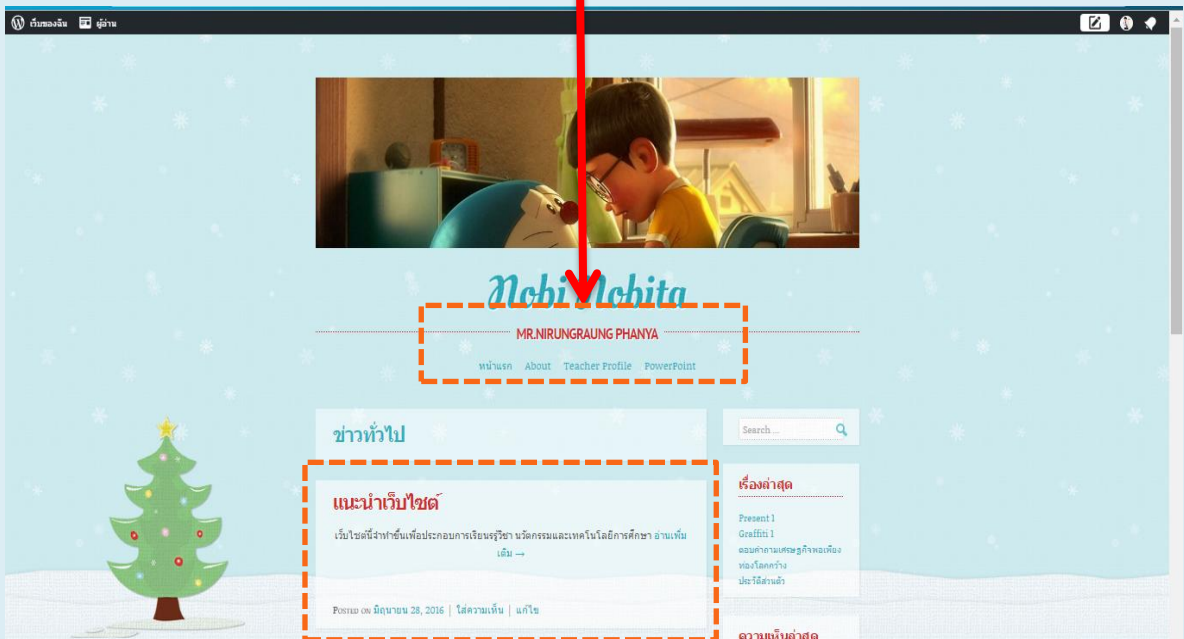 เว็บของฉัน ผู้อ่าน
Nobi Nobita
MR.NIRUNGRAUNG PHANYA
หน้าแรก About Teacher Profile PowerPoint
ข่าวทั่วไป
Search ...
แนะนำเว็บไซต์
เว็บไซต์นี้จำทำขึ้นเพื่อประกอบการเรียนรรู้วิชา นวัตกรรมและเทคโนโลยีการศึกษา อ่านเพิ่ม
เติม →
POSTED ON มิถุนายน 28, 2016 | ใส่ความเห็น | แก้ไข
เรื่องล่าสุด
Present 1
Graffiti 1
ตอบคำถามเศรษฐกิจพอเพียง
ท่องโลกกว้าง
ประวัติส่วนตัว
ความเห็นล่าสุด